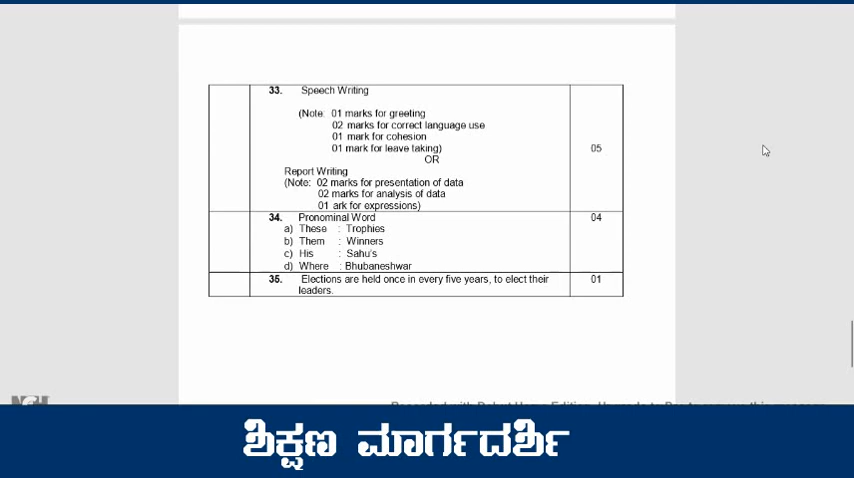 33. Speech Writing
(Note: 01 marks for greeting
02 marks for correct language use
01 mark for cohesion
01 mark for leave taking)
05
OR
Report Writing
(Note: 02 marks for presentation of data
02 marks for analysis of data
01 ark for expressions)
34. Pronominal Word 04
a) These : Trophies
b) Them : Winners
c) His : Sahu's
d) Where : Bhubaneshwar
35. Elections are held once in every five years, to elect their 01
leaders.
ಶಿಕ್ಷಣ ಮಾರ್ಗದರ್ಶಿ